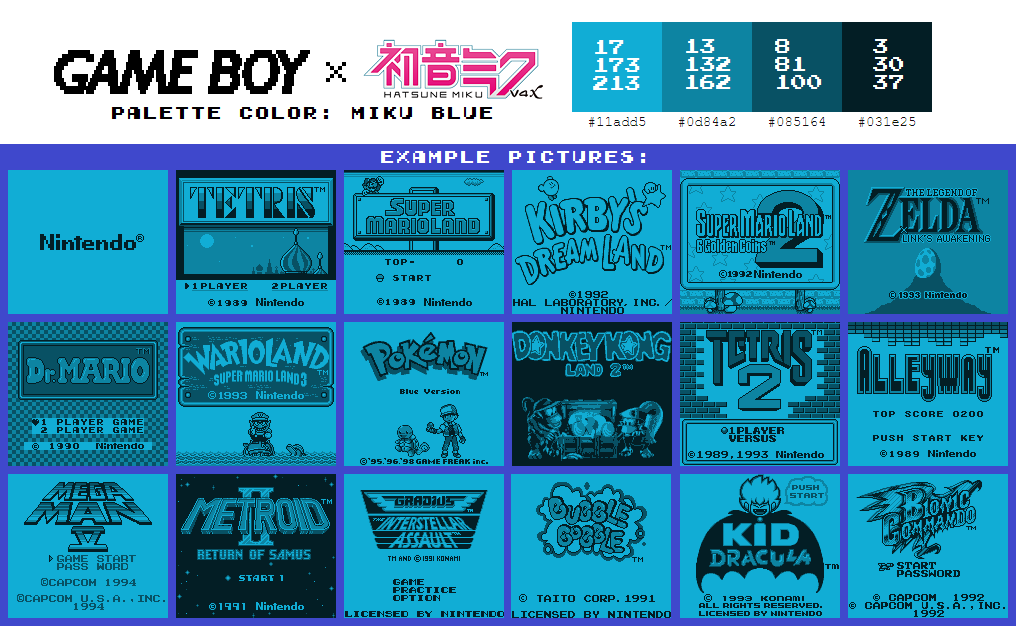 GAME BOY × 初音ミク
HATSUNE MIKU V4X
PALETTE COLOR: MIKU BLUE
17 173 213
13 132 162
8 81 100
3 30 37
#11add5 #0d84a2 #085164 #031e25
EXAMPLE PICTURES:
Nintendo®
TETRIS™
▶1PLAYER 2PLAYER
©1989 Nintendo
SUPER
MARIOLAND
TOP- 0
START
©1989 Nintendo
KIRBY'S
DREAM LAND™
©1992
HAL LABORATORY, INC. /
NINTENDO
SUPER MARIO LAND 2™
6 Golden Coins™
©1992 Nintendo
THE LEGEND OF
ZELDA™
LINK'S AWAKENING
© 1993 Nintendo
Dr. MARIO™
♥1 PLAYER GAME
2 PLAYER GAME
© 1990 Nintendo
WARIOLAND
SUPER MARIO LAND 3™
©1993 Nintendo
POKéMON™
Blue Version
©'95.'96.'98 GAME FREAK inc.
DONKEY KONG
LAND 2™
TETRIS™
2
1PLAYER
VERSUS
©1989,1993 Nintendo
ALLEYWAY™
TOP SCORE 0200
PUSH START KEY
©1989 Nintendo
MEGA
MAN
IV
GAME START
PASS WORD
©CAPCOM 1994
©CAPCOM U.S.A.,INC.
1994
METROID™
II
RETURN OF SAMUS
START 1
©1991 Nintendo
GRADIUS
THE INTERSTELLAR
ASSAULT™
TM AND ©1991 KONAMI
GAME
PRACTICE
OPTION
LICENSED BY NINTENDO
BUBBLE
BOBBLE™
© TAITO CORP.1991
LICENSED BY NINTENDO
PUSH
START
KID
DRACULA™
© 1993 KONAMI
ALL RIGHTS RESERVED.
LICENSED BY NINTENDO
BIONIC
COMMANDO™
START
PASSWORD
© CAPCOM 1992
© CAPCOM U.S.A.,INC.
1992